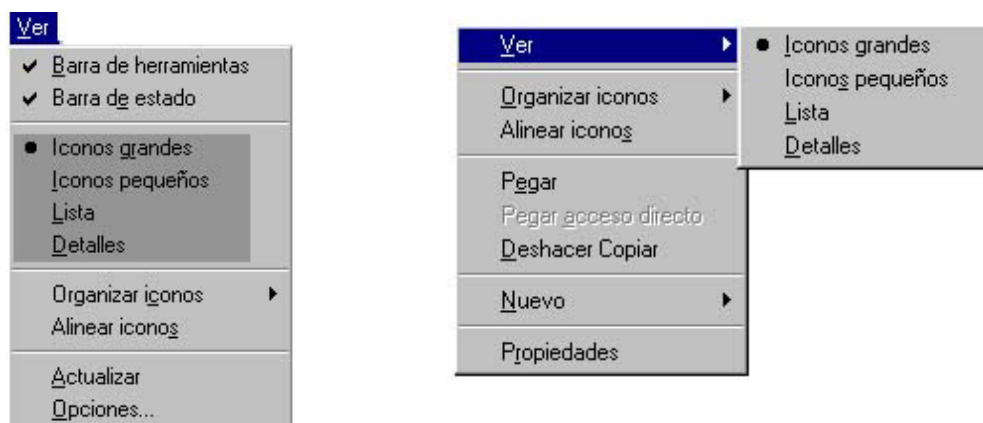 Ver
Barra de herramientas
Barra de estado
Iconos grandes
Iconos pequeños
Lista
Detalles
Organizar iconos
Alinear iconos
Actualizar
Opciones...
Ver
Organizar iconos
Alinear iconos
Pegar
Pegar acceso directo
Deshacer Copiar
Nuevo
Propiedades
Iconos grandes
Iconos pequeños
Lista
Detalles